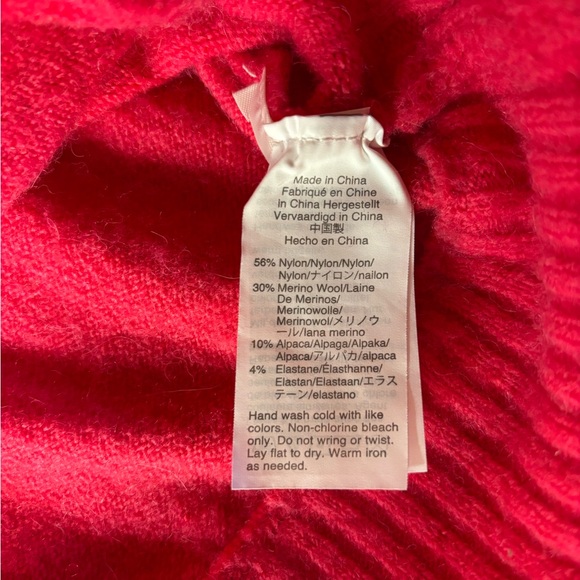 Made in China
Fabriqué en Chine
in China Hergestellt
Vervaardigd in China
中国製
Hecho en China
56% Nylon/Nylon/Nylon/
Nylon/ナイロン/nailon
30% Merino Wool/Laine
De Merinos/
Merinowolle/
Merinowol/メリノウ
ール/lana merino
10% Alpaca/Alpaga/Alpaka/
Alpaca/アルパカ/alpaca
4% Elastane/Élasthanne/
Elastan/Elastaan/エラス
テーン/elastano
Hand wash cold with like
colors. Non-chlorine bleach
only. Do not wring or twist.
Lay flat to dry. Warm iron
as needed.